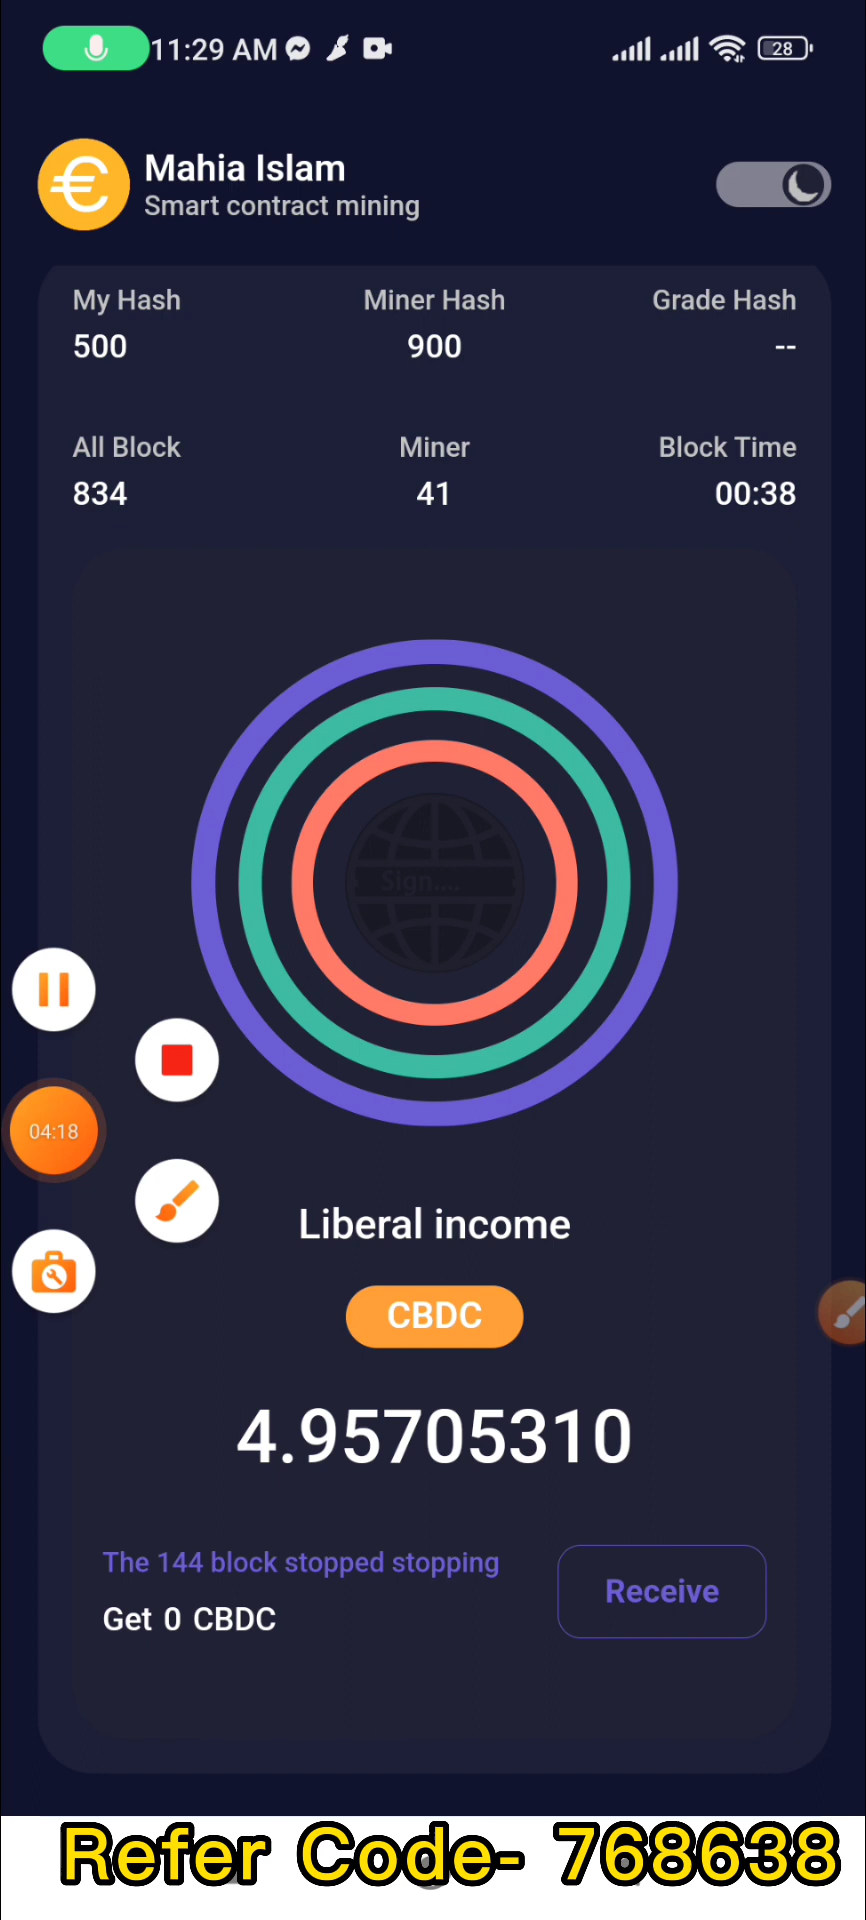 11:29 AM 28
Mahia Islam
Smart contract mining
My Hash Miner Hash Grade Hash
500 900 --
All Block Miner Block Time
834 41 00:38
Sign....
04:18
Liberal income
CBDC
4.95705310
The 144 block stopped stopping
Get 0 CBDC
Receive
Refer Code- 768638